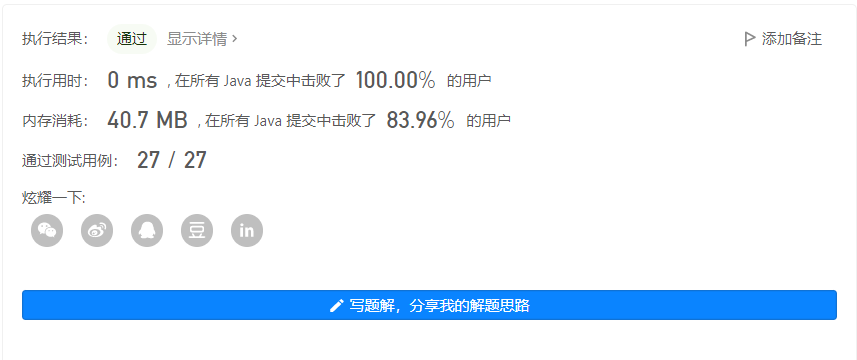 执行结果： 通过 显示详情 > 添加备注
执行用时： 0 ms , 在所有 Java 提交中击败了 100.00% 的用户
内存消耗： 40.7 MB , 在所有 Java 提交中击败了 83.96% 的用户
通过测试用例： 27 / 27
炫耀一下:
豆 in
写题解，分享我的解题思路